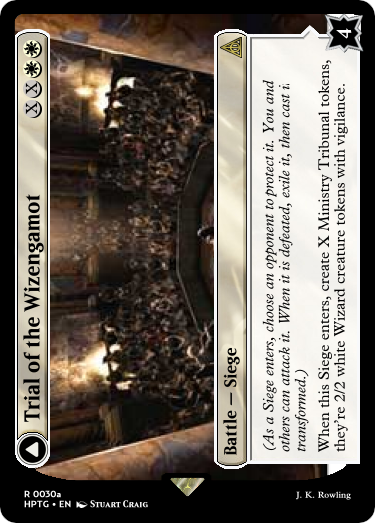 Trial of the Wizengamot
X X
Battle — Siege
(As a Siege enters, choose an opponent to protect it. You and
others can attack it. When it is defeated, exile it, then cast i.
transformed.)
When this Siege enters, create X Ministry Tribunal tokens,
they're 2/2 white Wizard creature tokens with vigilance.
4
R 0030a
HPTG • EN Stuart Craig
J. K. Rowling